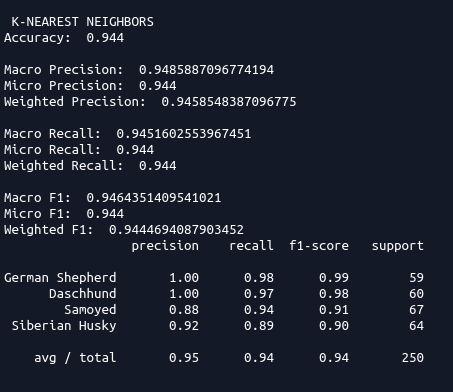 K-NEAREST NEIGHBORS
Accuracy:  0.944
Macro Precision:  0.9485887096774194
Micro Precision:  0.944
Weighted Precision:  0.9458548387096775
Macro Recall:  0.9451602553967451
Micro Recall:  0.944
Weighted Recall:  0.944
Macro F1:  0.9464351409541021
Micro F1:  0.944
Weighted F1:  0.9444694087903452
precision    recall  f1-score   support
German Shepherd       1.00      0.98      0.99        59
Daschhund       1.00      0.97      0.98        60
Samoyed       0.88      0.94      0.91        67
Siberian Husky       0.92      0.89      0.90        64
avg / total       0.95      0.94      0.94       250